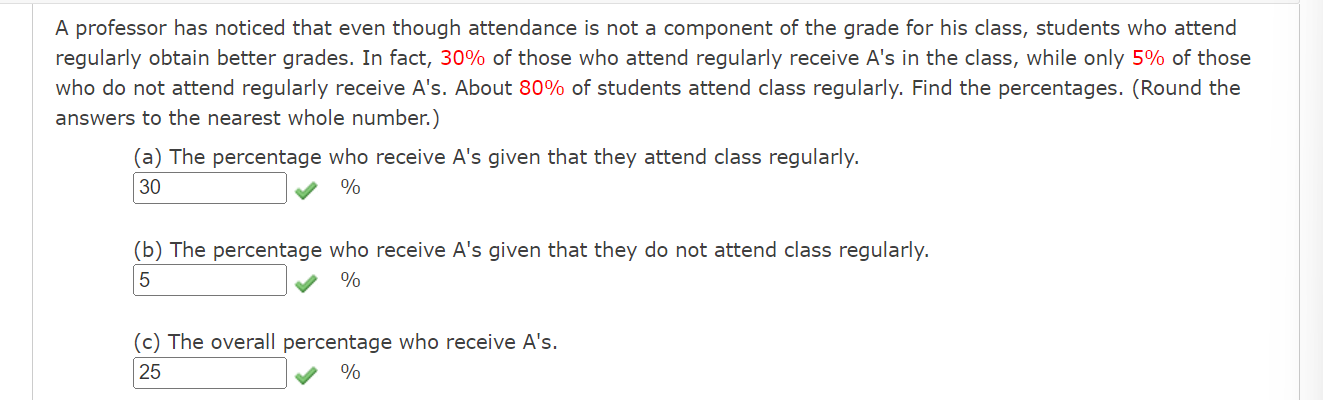 A professor has noticed that even though attendance is not a component of the grade for his class, students who attend
regularly obtain better grades. In fact, 30% of those who attend regularly receive A's in the class, while only 5% of those
who do not attend regularly receive A's. About 80% of students attend class regularly. Find the percentages. (Round the
answers to the nearest whole number.)
(a) The percentage who receive A's given that they attend class regularly.
30 %
(b) The percentage who receive A's given that they do not attend class regularly.
5 %
(c) The overall percentage who receive A's.
25 %